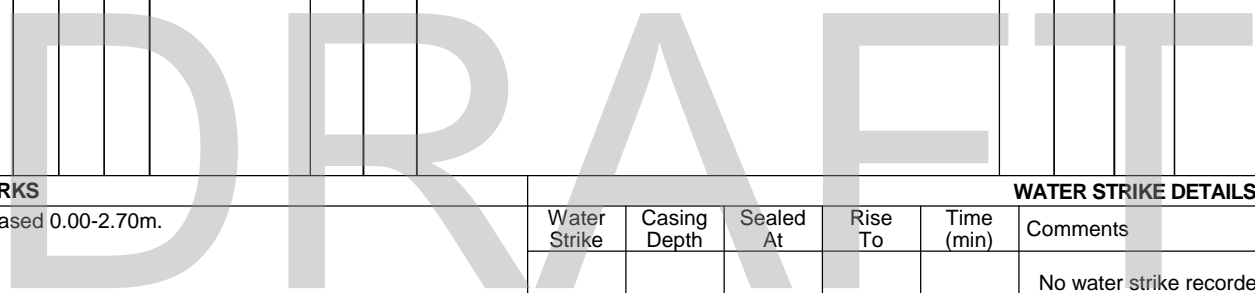 DRAFT
RKS
WATER STRIKE DETAILS
ased 0.00-2.70m.
Water Strike
Casing Depth
Sealed At
Rise To
Time (min)
Comments
No water strike recorde